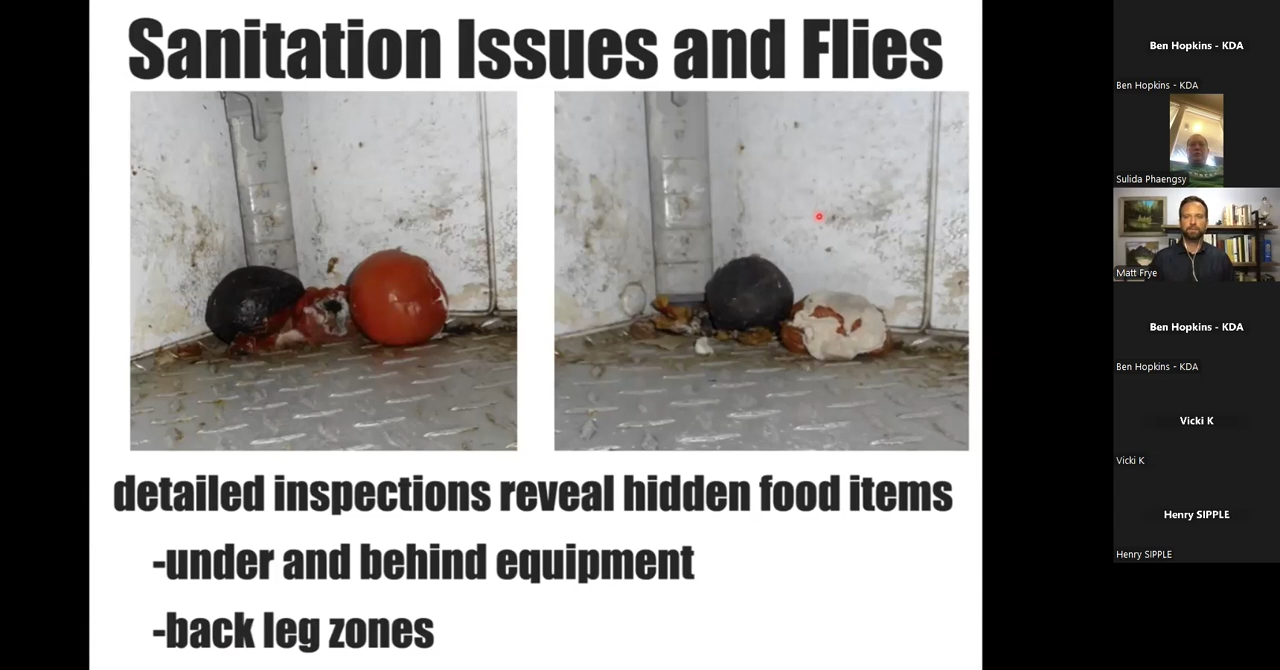 Sanitation Issues and Flies
detailed inspections reveal hidden food items
-under and behind equipment
-back leg zones
Ben Hopkins - KDA
Ben Hopkins - KDA
Sulida Phaengsy
Matt Frye
Ben Hopkins - KDA
Ben Hopkins - KDA
Vicki K
Vicki K
Henry SIPPLE
Henry SIPPLE